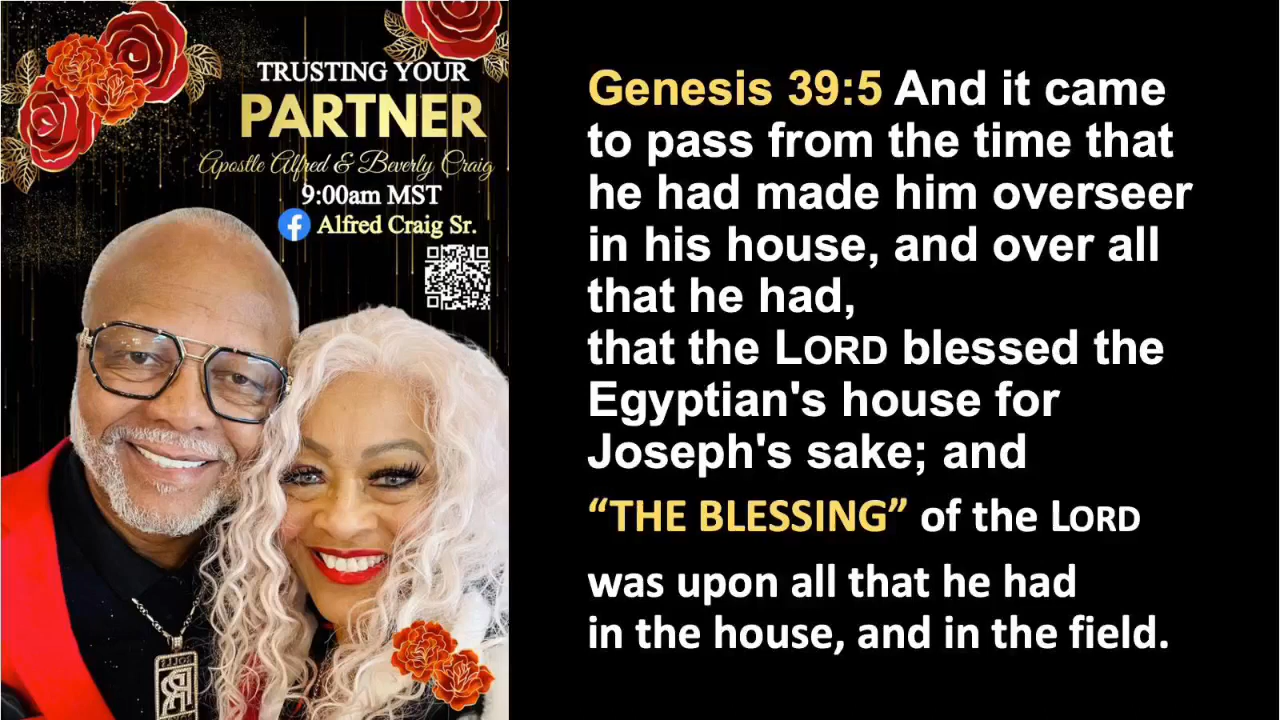 TRUSTING YOUR
PARTNER
Apostle Alfred & Beverly Craig
9:00am MST
Alfred Craig Sr.
Genesis 39:5 And it came
to pass from the time that
he had made him overseer
in his house, and over all
that he had,
that the LORD blessed the
Egyptian's house for
Joseph's sake; and
“THE BLESSING” of the LORD
was upon all that he had
in the house, and in the field.